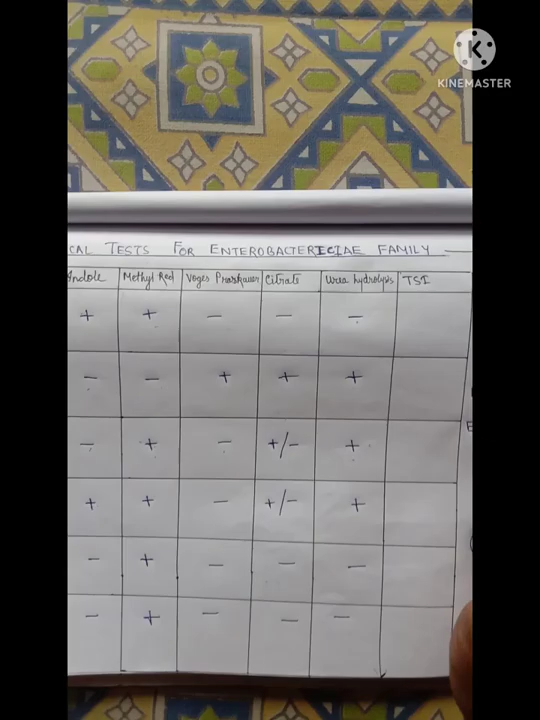 KINEMASTER
CAL TESTS FOR ENTEROBACTERICIAE FAMILY
Indole Methyl Red Voges Proskauer Citrate Urea hydrolysis TSI
+ + - - -
- - + + +
- + - +/- +
+ + - +/- +
- + - - -
- + - - -